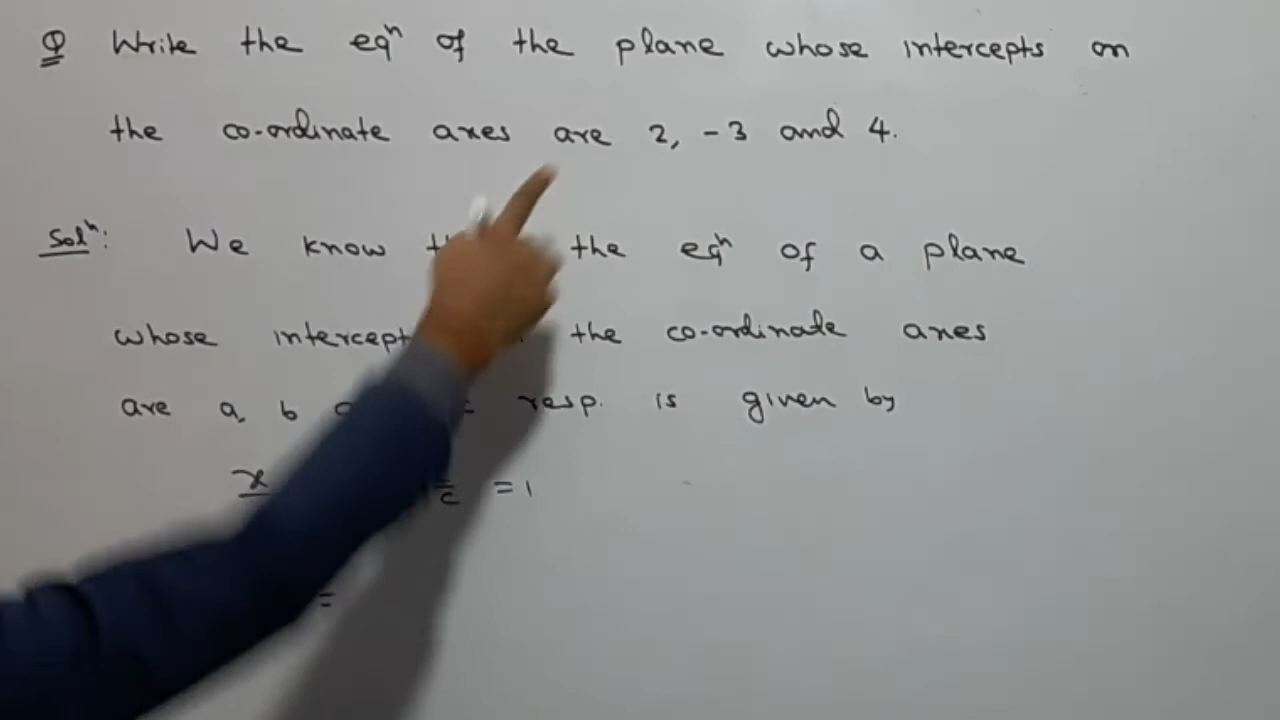 Q Write the eqⁿ of the plane whose intercepts on
the co-ordinate axes are 2, -3 and 4.
Solⁿ: We know the eqⁿ of a plane
whose intercept the co-ordinate axes
are a, b resp. is given by
x c = 1
=